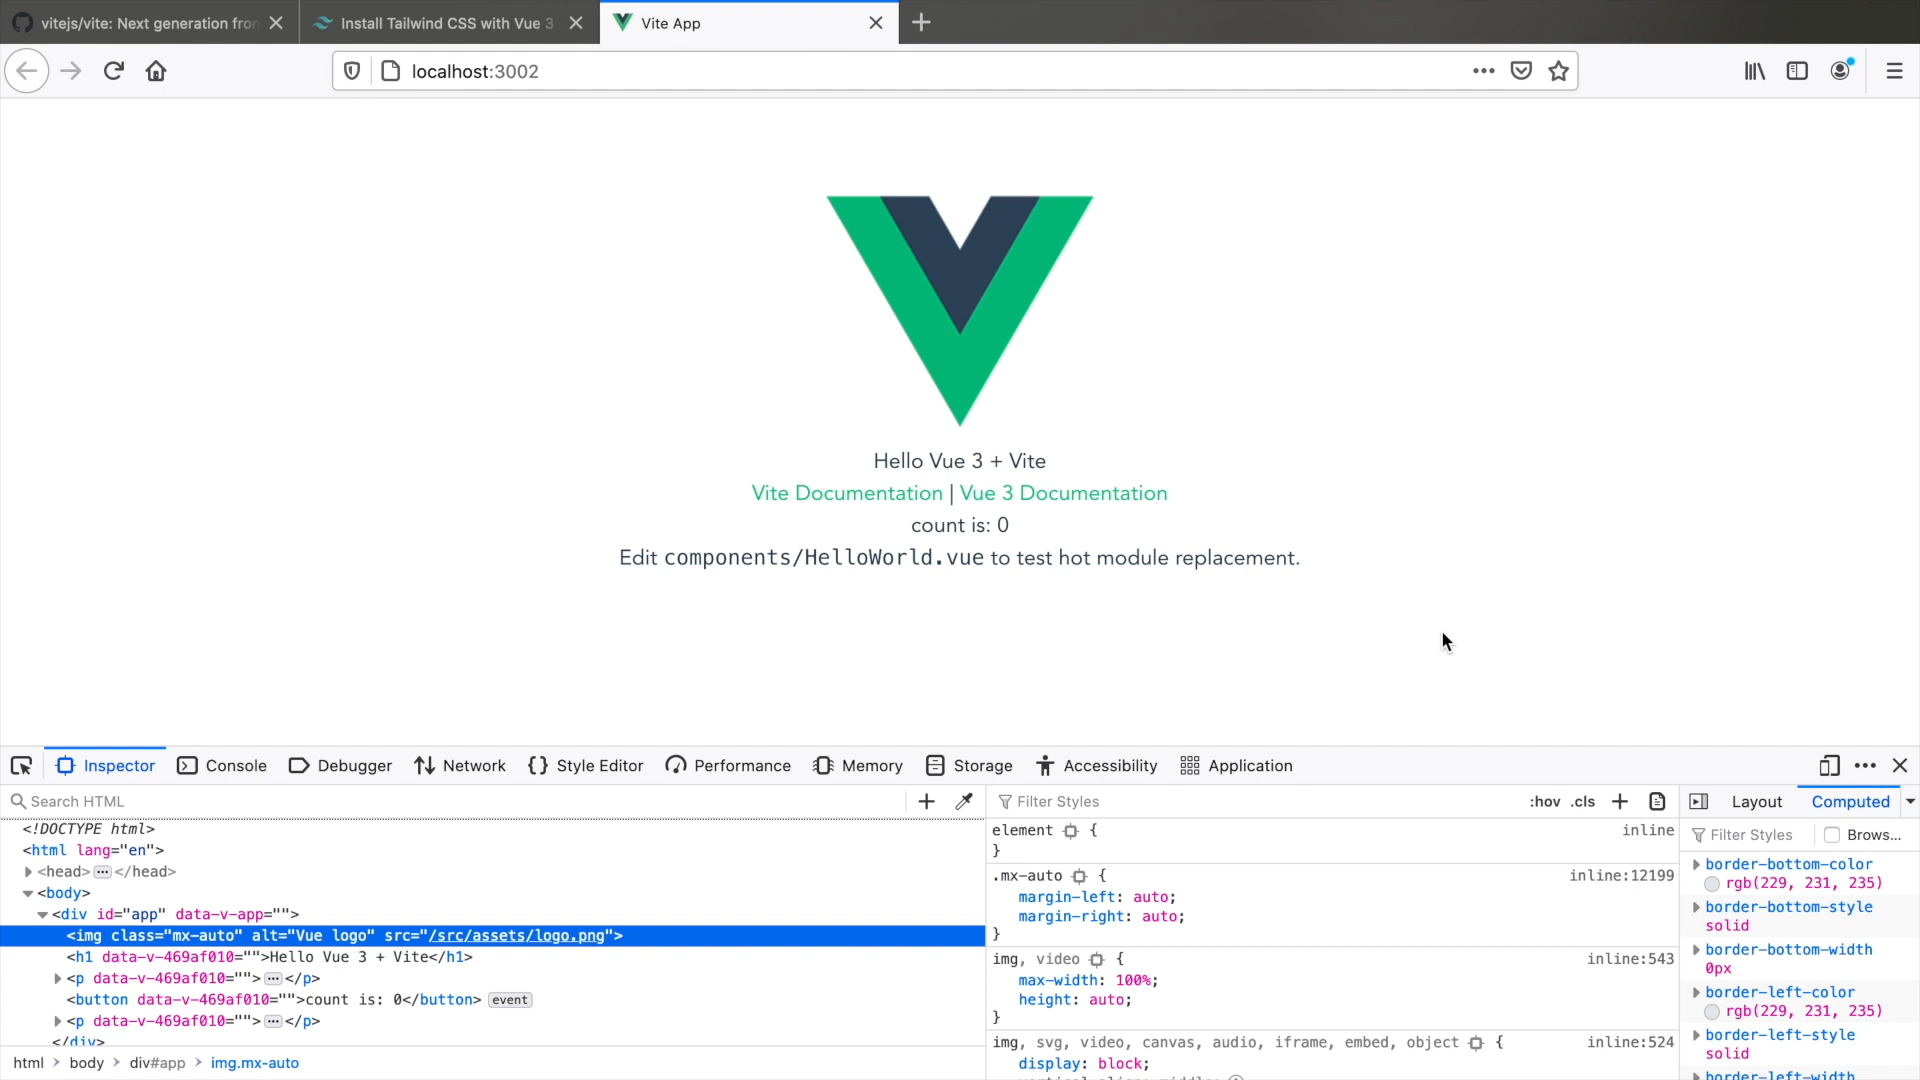 vitejs/vite: Next generation fron
Install Tailwind CSS with Vue 3
Vite App
localhost:3002
Hello Vue 3 + Vite
Vite Documentation | Vue 3 Documentation
count is: 0
Edit components/HelloWorld.vue to test hot module replacement.
Inspector
Console
Debugger
Network
Style Editor
Performance
Memory
Storage
Accessibility
Application
Search HTML
<!DOCTYPE html>
<html lang="en">
<head> ... </head>
<body>
<div id="app" data-v-app="">
<img class="mx-auto" alt="Vue logo" src="/src/assets/logo.png">
<h1 data-v-469af010="">Hello Vue 3 + Vite</h1>
<p data-v-469af010=""> ... </p>
<button data-v-469af010="">count is: 0</button> event
<p data-v-469af010=""> ... </p>
</div>
html > body > div#app > img.mx-auto
Filter Styles
:hov .cls
element {
inline
}
.mx-auto {
inline:12199
margin-left: auto;
margin-right: auto;
}
img, video {
inline:543
max-width: 100%;
height: auto;
}
img, svg, video, canvas, audio, iframe, embed, object {
inline:524
display: block;
Layout
Computed
Filter Styles
Brows...
border-bottom-color
rgb(229, 231, 235)
border-bottom-style
solid
border-bottom-width
0px
border-left-color
rgb(229, 231, 235)
border-left-style
solid
border-left-width